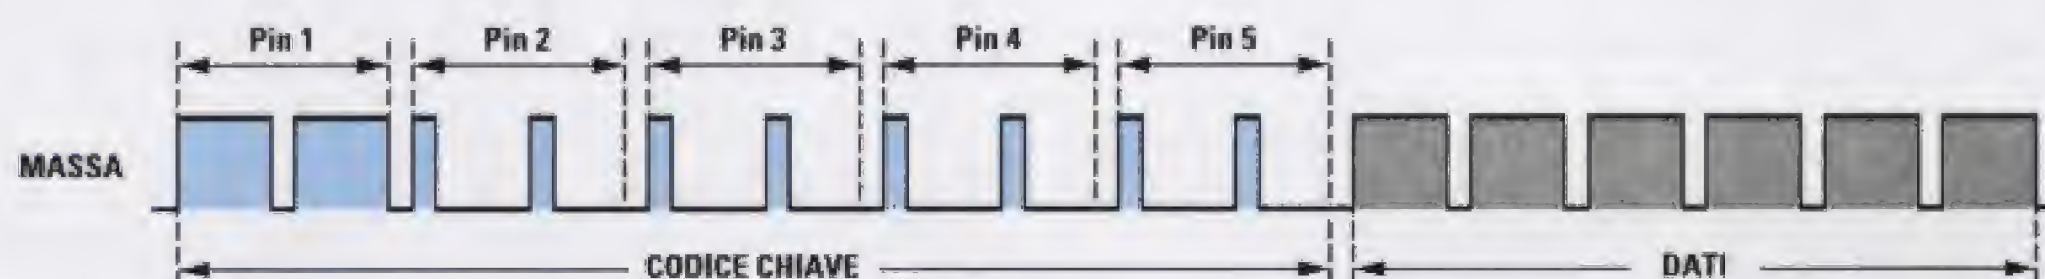 Pin 1 Pin 2 Pin 3 Pin 4 Pin 5
MASSA
CODICE CHIAVE DATI